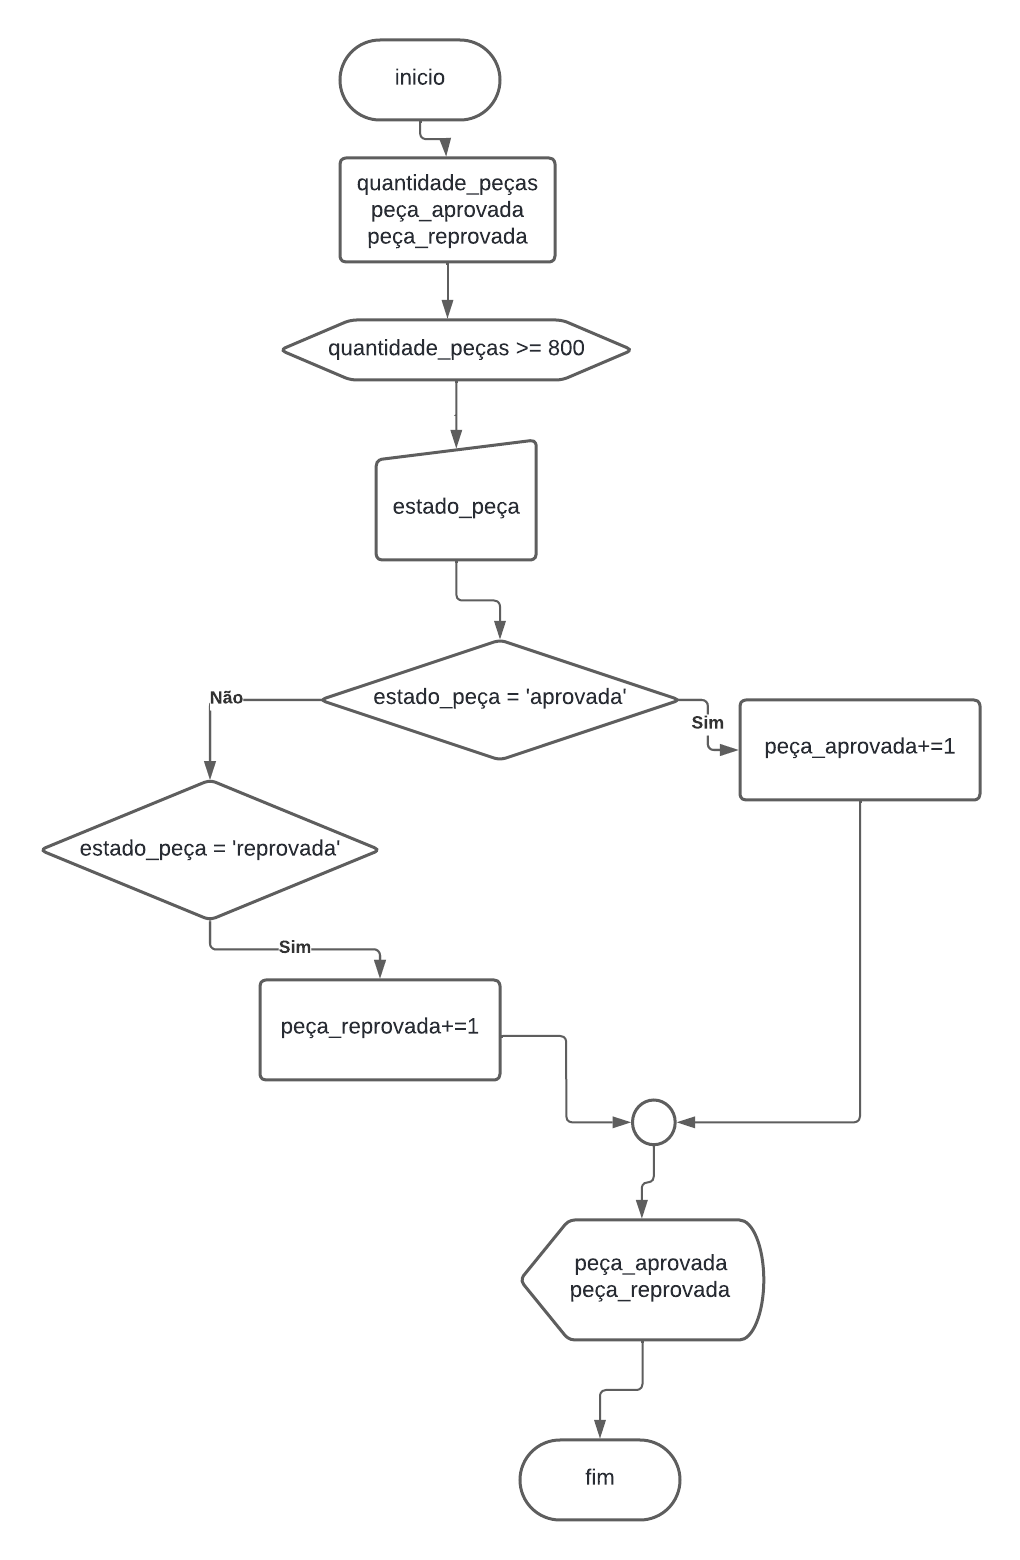 inicio
quantidade_peças
peça_aprovada
peça_reprovada
quantidade_peças >= 800
estado_peça
estado_peça = 'aprovada'
Não
Sim
peça_aprovada+=1
estado_peça = 'reprovada'
Sim
peça_reprovada+=1
peça_aprovada
peça_reprovada
fim